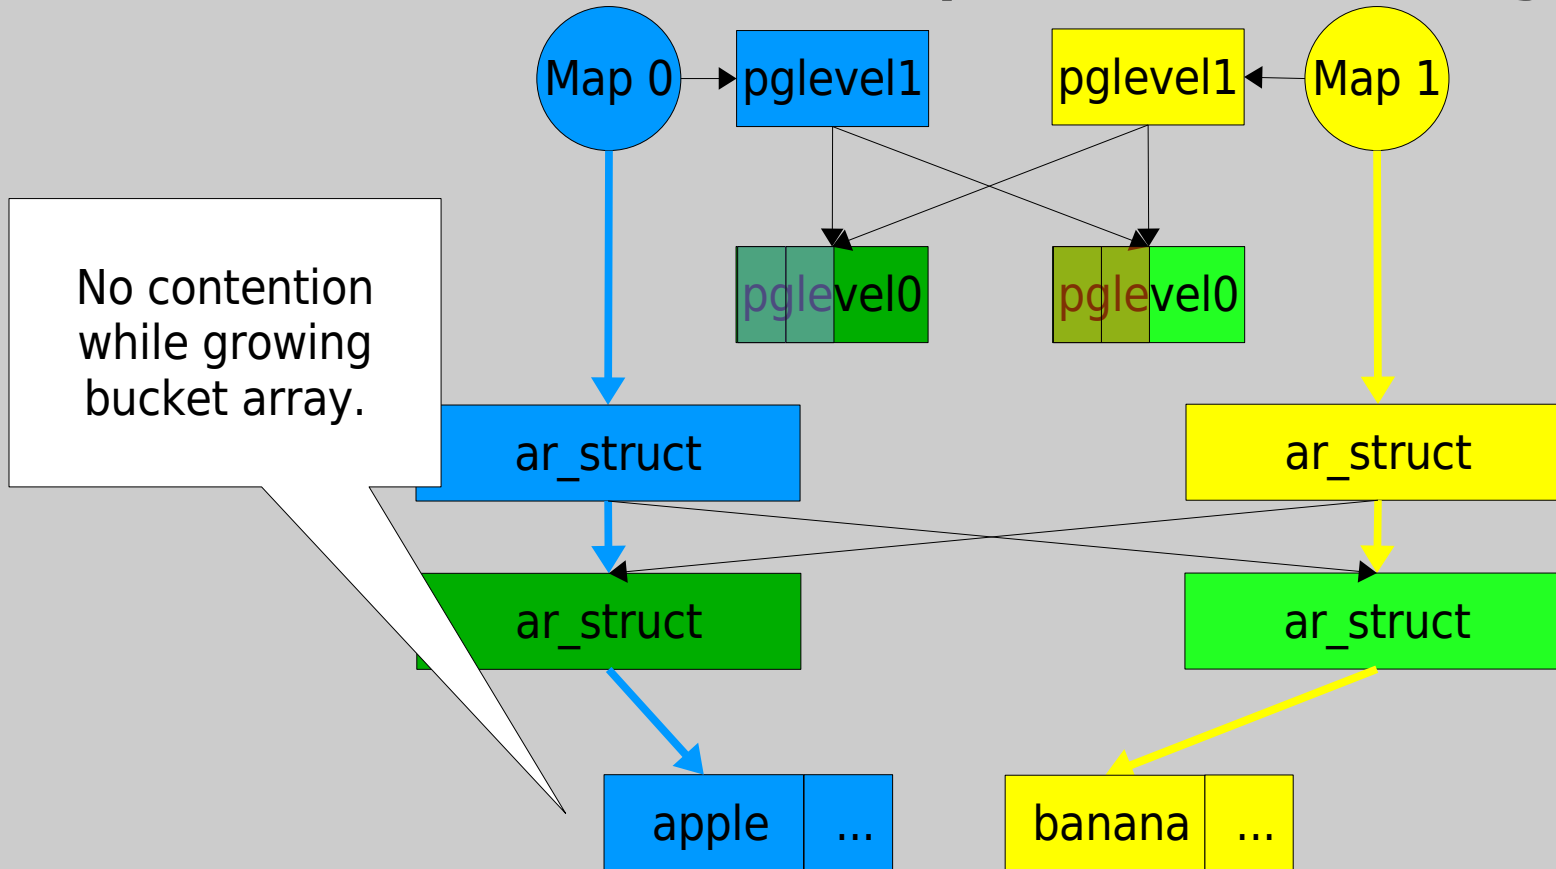 Map 0
pglevel1
pglevel1
Map 1
pglevel0
pglevel0
No contention
while growing
bucket array.
ar_struct
ar_struct
ar_struct
ar_struct
apple
...
banana
...